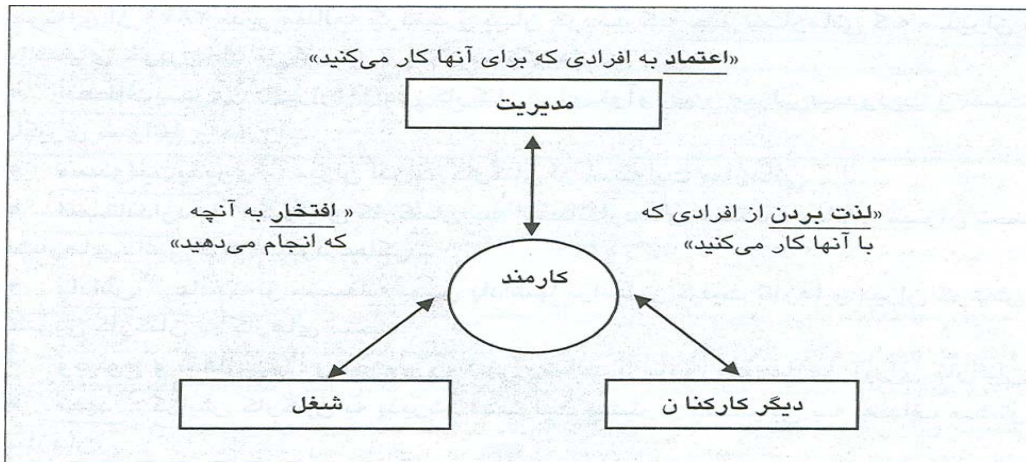 «اعتماد به افرادی که برای آنها کار می‌کنید»
مدیریت
«لذت بردن از افرادی که
با آنها کار می‌کنید»
« افتخار به آنچه
که انجام می‌دهید»
کارمند
دیگر کارکنا ن
شغل